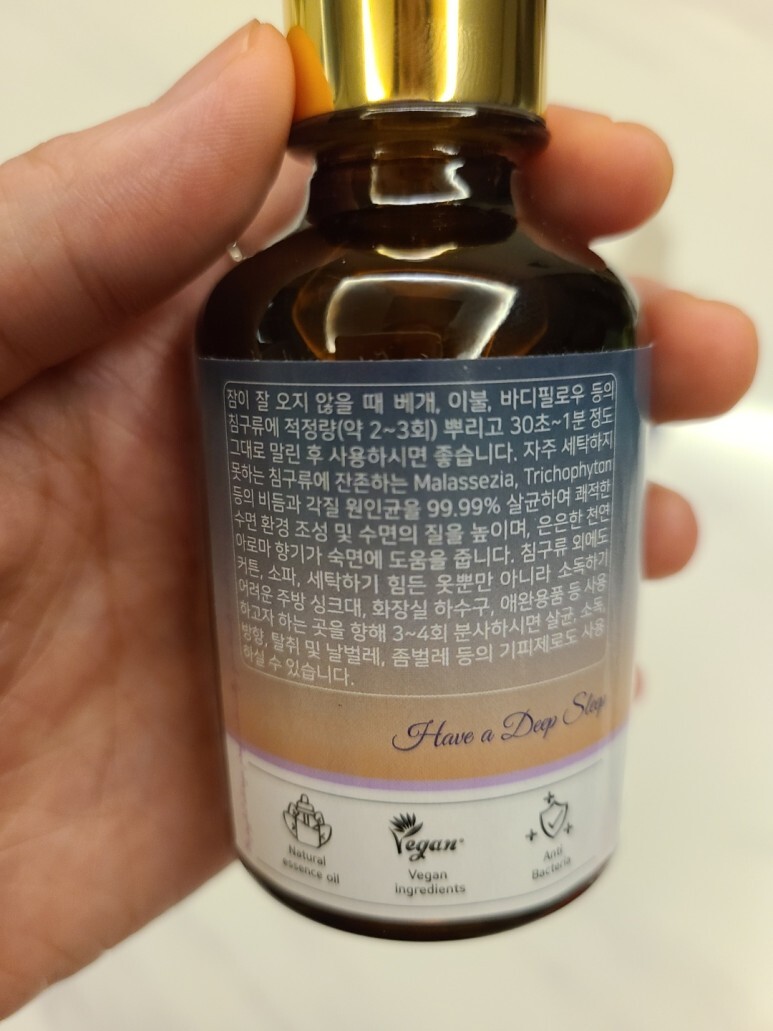 잠이 잘 오지 않을 때 베개, 이불, 바디필로우 등의
침구류에 적정량(약 2~3회) 뿌리고 30초~1분 정도
그대로 말린 후 사용하시면 좋습니다. 자주 세탁하지
못하는 침구류에 잔존하는 Malassezia, Trichophyton
등의 비듬과 각질 원인균을 99.99% 살균하여 쾌적한
수면 환경 조성 및 수면의 질을 높이며, 은은한 천연
아로마 향기가 숙면에 도움을 줍니다. 침구류 외에도
커튼, 소파, 세탁하기 힘든 옷뿐만 아니라 소독하기
어려운 주방 싱크대, 화장실 하수구, 애완용품 등 사용
하고자 하는 곳을 향해 3~4회 분사하시면 살균, 소독,
방향, 탈취 및 날벌레, 좀벌레 등의 기피제로도 사용
하실 수 있습니다.
Have a Deep Sleep
Natural
essence oil
Vegan
Vegan
ingredients
Anti
Bacteria